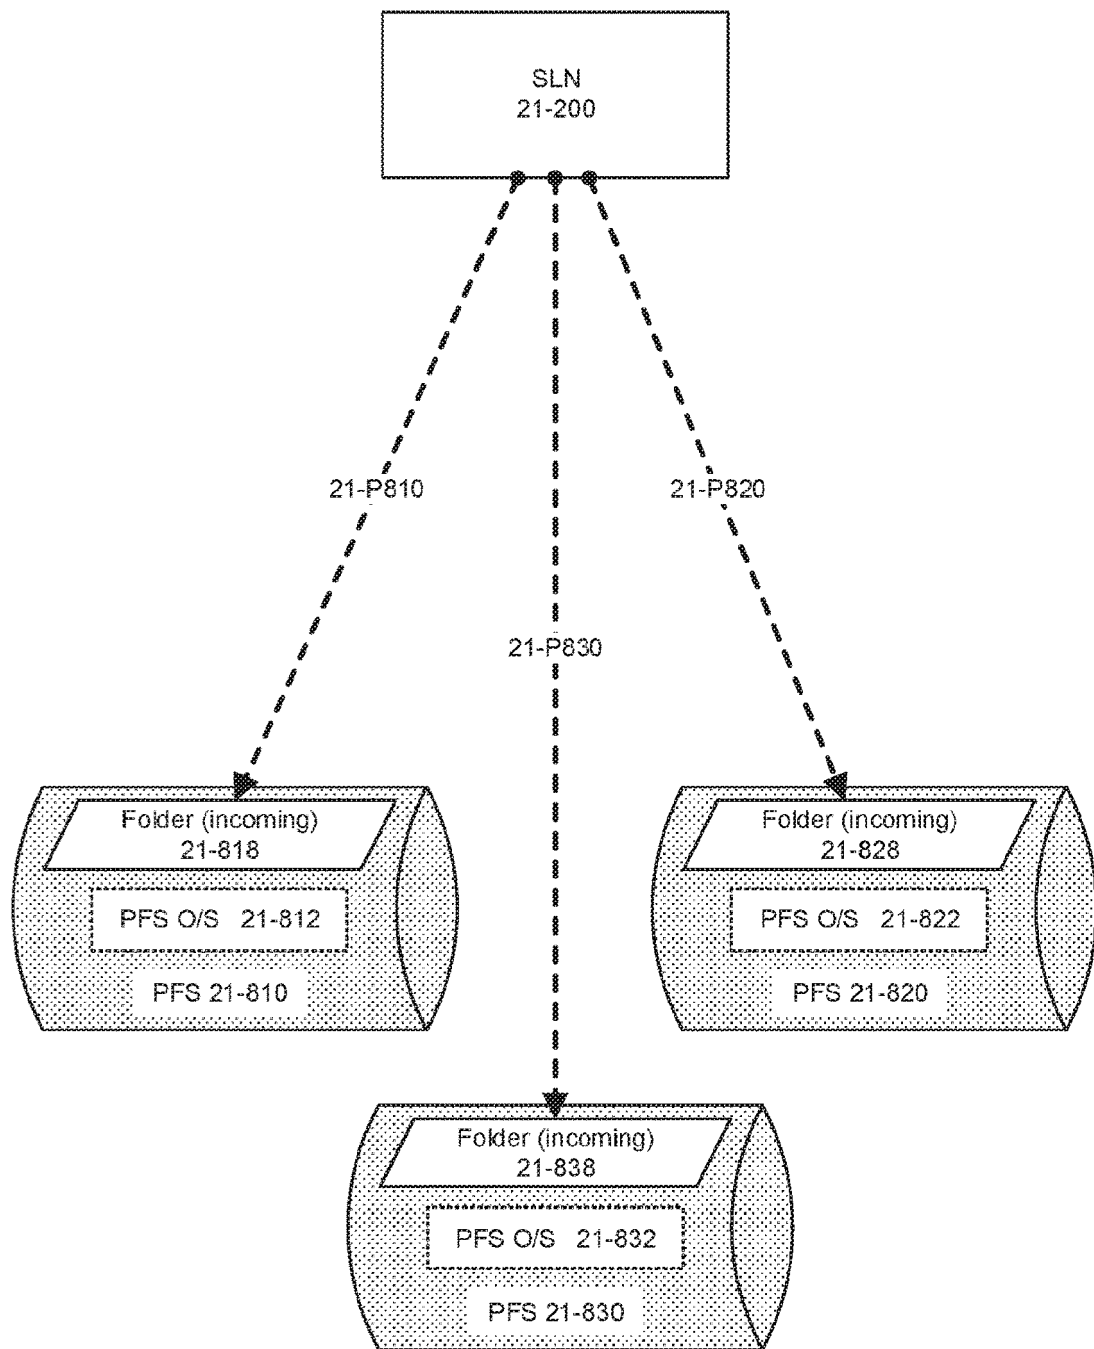 SLN
21-200
21-P810
21-P820
21-P830
Folder (incoming)
21-818
PFS O/S 21-812
PFS 21-810
Folder (incoming)
21-828
PFS O/S 21-822
PFS 21-820
Folder (incoming)
21-838
PFS O/S 21-832
PFS 21-830